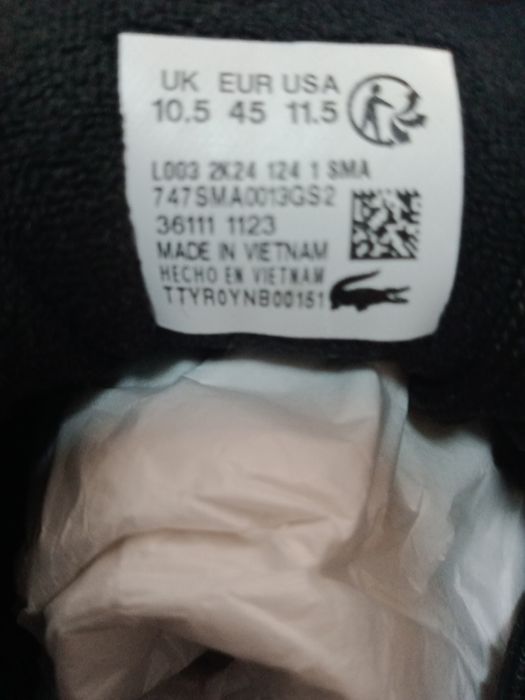 UK EUR USA
10.5 45 11.5
L003 2K24 124 1 SMA
747SMA0013GS2
36111 1123
MADE IN VIETNAM
HECHO EN VIETNAM
TTYR0YNB00151